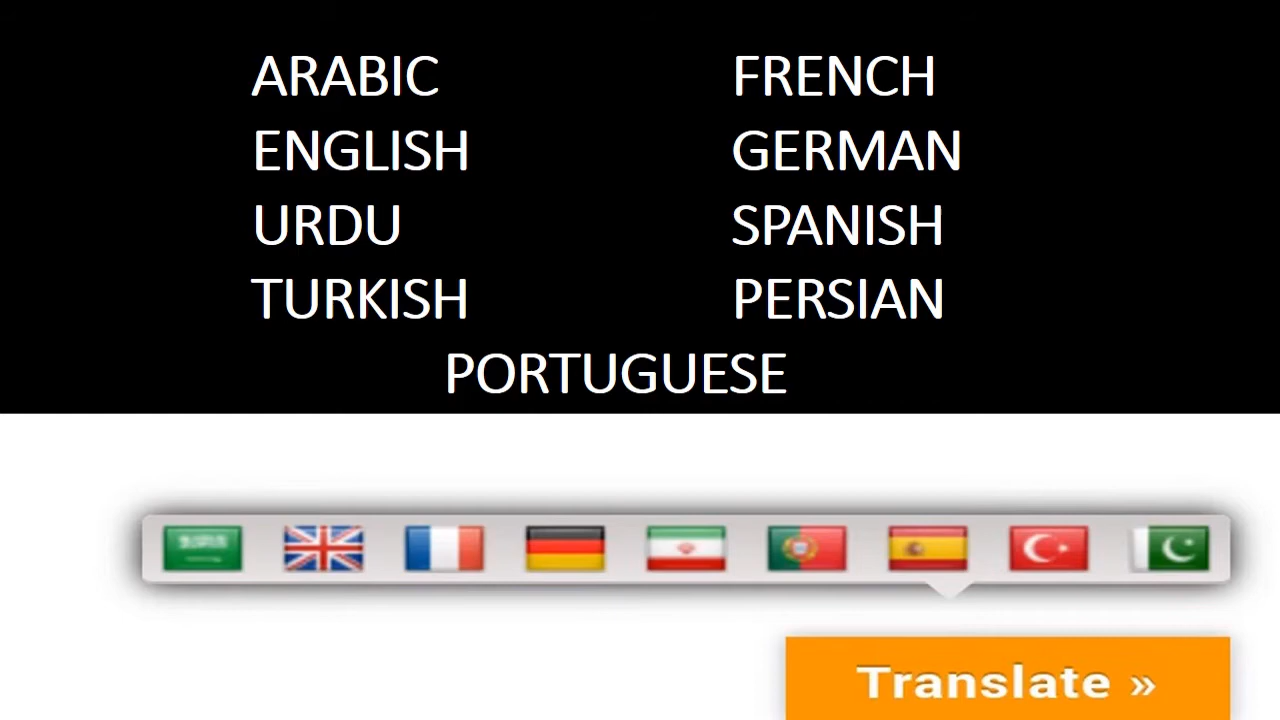 ARABIC FRENCH
ENGLISH GERMAN
URDU SPANISH
TURKISH PERSIAN
PORTUGUESE
Translate »